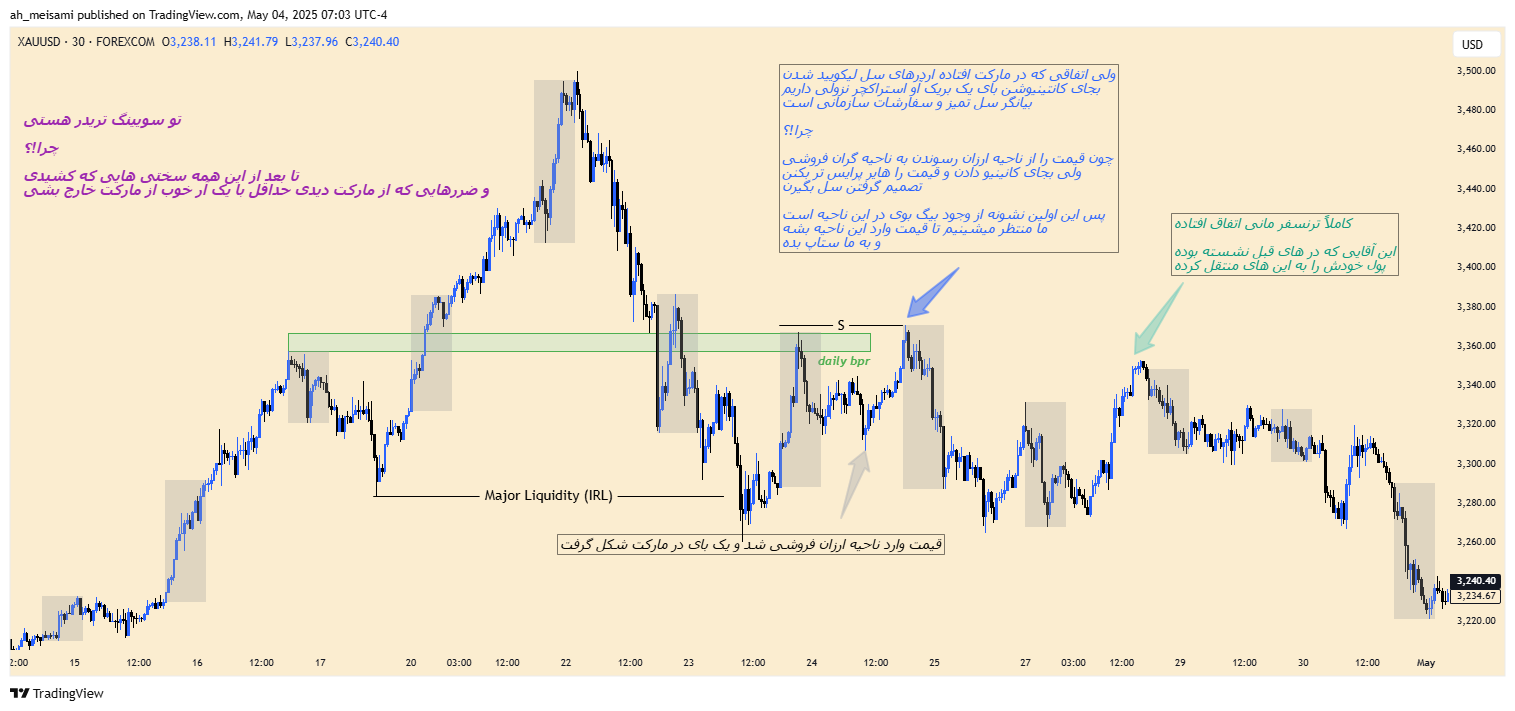 ah_meisami published on TradingView.com, May 04, 2025 07:03 UTC-4
XAUUSD · 30 · FOREXCOM O3,238.11 H3,241.79 L3,237.96 C3,240.40
USD
تو سویینگ تریدر هستی
چرا!؟
تا بعد از این همه سختی هایی که کشیدی
و ضررهایی که از مارکت دیدی حداقل با یک آر خوب از مارکت خارج بشی
ولی اتفاقی که در مارکت افتاده اردرهای سل لیکویید شدن
بجای کانتینیوشن بای یک بریک آو استراکچر نزولی داریم
بیانگر سل تمیز و سفارشات سازمانی است
چرا!؟
چون قیمت را از ناحیه ارزان رسوندن به ناحیه گران فروشی
ولی بجای کانینیو دادن و قیمت را هایر پرایس تر بکنن
تصمیم گرفتن سل بگیرن
پس این اولین نشونه از وجود بیگ بوی در این ناحیه است
ما منتظر میشینیم تا قیمت وارد این ناحیه بشه
و به ما ستاپ بده
کاملاً ترنسفر مانی اتفاق افتاده
این آقایی که در های قبل نشسته بوده
پول خودش را به این های منتقل کرده
S
daily bpr
Major Liquidity (IRL)
قیمت وارد ناحیه ارزان فروشی شد و یک بای در مارکت شکل گرفت
3,500.00
3,480.00
3,460.00
3,440.00
3,420.00
3,400.00
3,380.00
3,360.00
3,340.00
3,320.00
3,300.00
3,280.00
3,260.00
3,240.40
3,234.67
3,220.00
2:00 15 12:00 16 12:00 17 20 03:00 12:00 22 12:00 23 12:00 24 12:00 25 27 03:00 12:00 29 12:00 30 12:00 May
TradingView